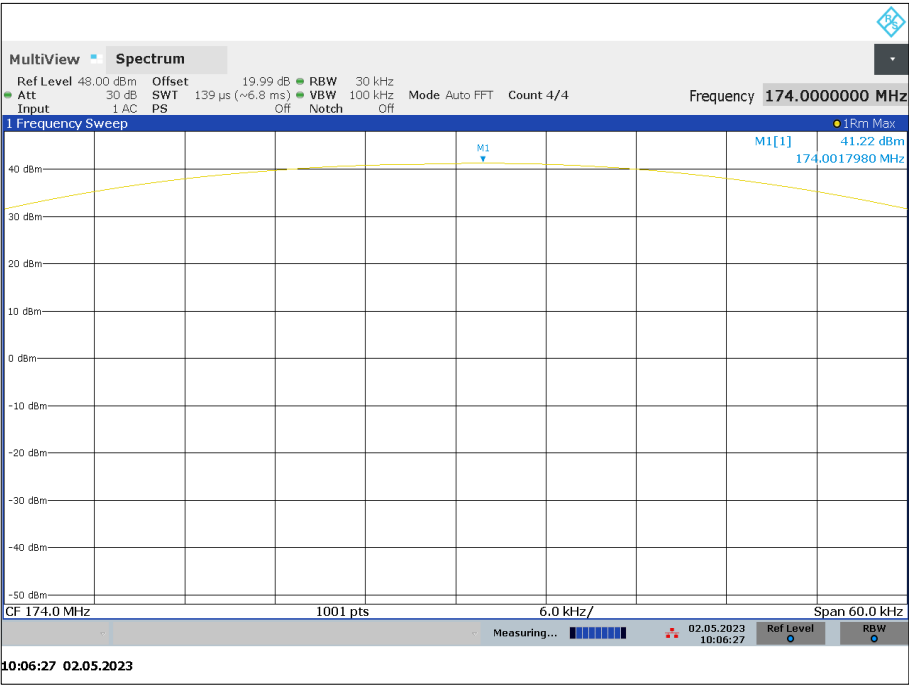 R S
MultiView Spectrum
Ref Level 48.00 dBm Offset 19.99 dB RBW 30 kHz
Att 30 dB SWT 139 µs (~6.8 ms) VBW 100 kHz Mode Auto FFT Count 4/4
Input 1 AC PS Off Notch Off
Frequency 174.0000000 MHz
1 Frequency Sweep 1Rm Max
M1[1] 41.22 dBm
174.0017980 MHz
M1
40 dBm
30 dBm
20 dBm
10 dBm
0 dBm
-10 dBm
-20 dBm
-30 dBm
-40 dBm
-50 dBm
CF 174.0 MHz 1001 pts 6.0 kHz/ Span 60.0 kHz
Measuring... 02.05.2023 Ref Level RBW
10:06:27
10:06:27 02.05.2023